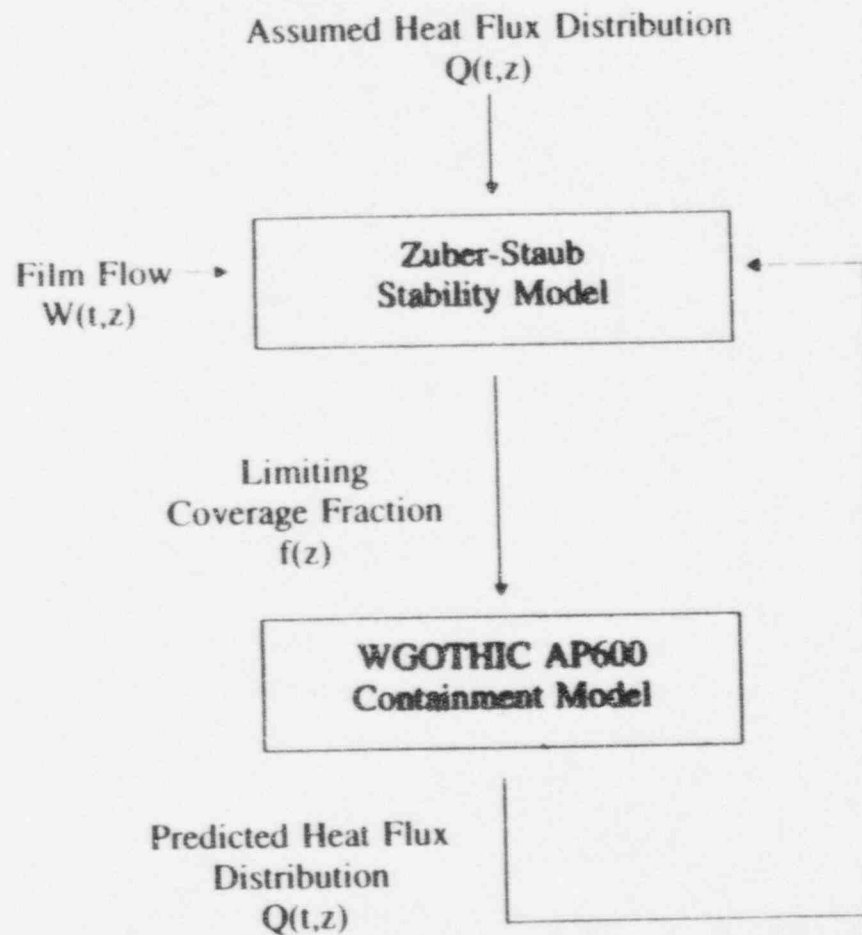 Assumed Heat Flux Distribution
Q(t,z)
Film Flow
W(t,z)
Zuber-Staub
Stability Model
Limiting
Coverage Fraction
f(z)
WGOTHIC AP600
Containment Model
Predicted Heat Flux
Distribution
Q(t,z)